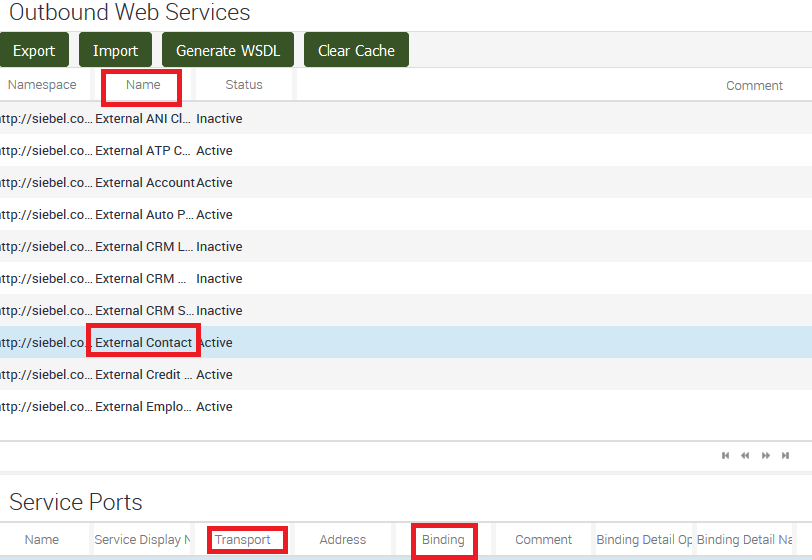 Outbound Web Services
Export Import Generate WSDL Clear Cache
Namespace Name Status Comment
ttp://siebel.co... External ANI Cl... Inactive
ttp://siebel.co... External ATP C... Active
ttp://siebel.co... External Account Active
ttp://siebel.co... External Auto P... Active
ttp://siebel.co... External CRM L... Inactive
ttp://siebel.co... External CRM ... Inactive
ttp://siebel.co... External CRM S... Inactive
ttp://siebel.co... External Contact Active
ttp://siebel.co... External Credit ... Active
ttp://siebel.co... External Emplo... Active
Service Ports
Name Service Display N Transport Address Binding Comment Binding Detail Op Binding Detail Na